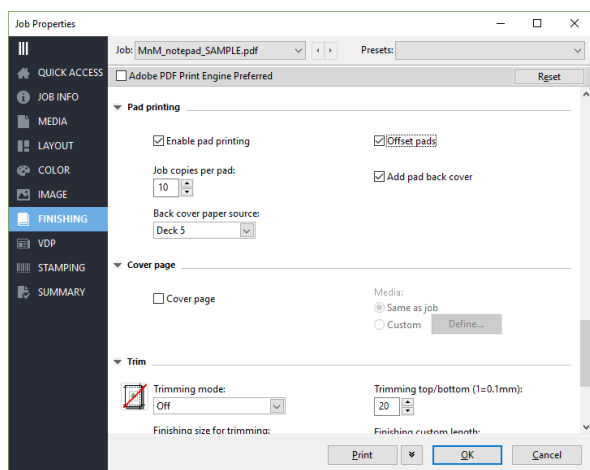 Job Properties
Job: MnM_notepad_SAMPLE.pdf Presets:
QUICK ACCESS
JOB INFO
MEDIA
LAYOUT
COLOR
IMAGE
FINISHING
VDP
STAMPING
SUMMARY
Adobe PDF Print Engine Preferred Reset
Pad printing
Enable pad printing Offset pads
Job copies per pad:
10
Add pad back cover
Back cover paper source:
Deck 5
Cover page
Cover page
Media:
Same as job
Custom Define...
Trim
Trimming mode: Trimming top/bottom (1=0.1mm):
Off 20
Finishing size for trimming: Finishing custom length:
Print OK Cancel